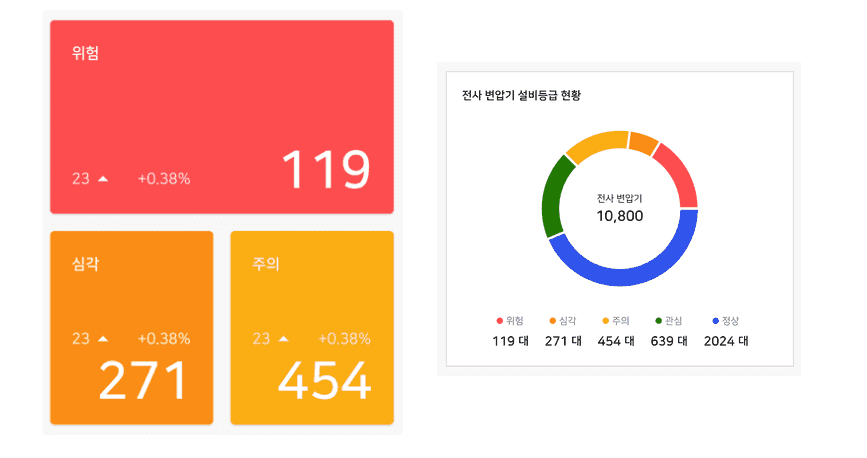 위험
23 +0.38%
119
심각
23 +0.38%
271
주의
23 +0.38%
454
전사 변압기 설비등급 현황
전사 변압기
10,800
위험 심각 주의 관심 정상
119 대 271 대 454 대 639 대 2024 대